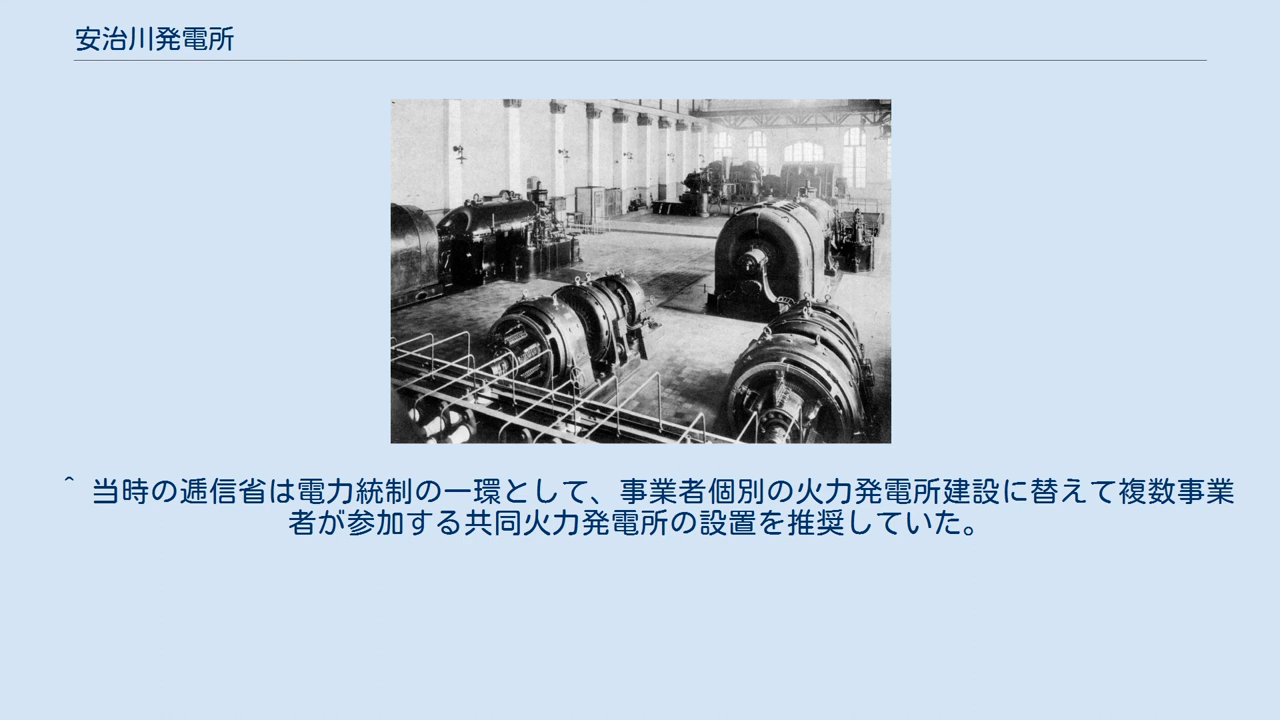 安治川発電所
^ 当時の逓信省は電力統制の一環として、事業者個別の火力発電所建設に替えて複数事業
者が参加する共同火力発電所の設置を推奨していた。